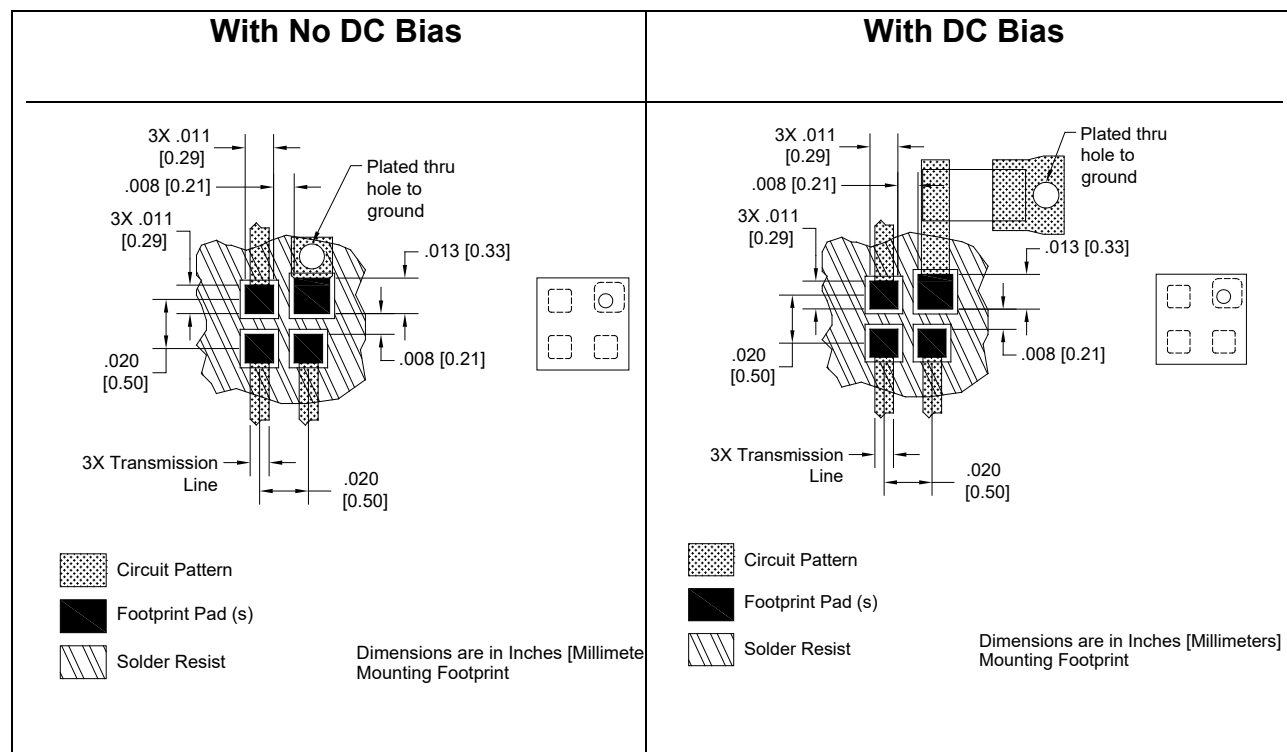 With No DC Bias
3X .011
[0.29]
.008 [0.21]
3X .011
[0.29]
Plated thru
hole to
ground
.013 [0.33]
.020
[0.50]
.008 [0.21]
3X Transmission
Line
.020
[0.50]
Circuit Pattern
Footprint Pad (s)
Solder Resist
Dimensions are in Inches [Millimete
Mounting Footprint
With DC Bias
3X .011
[0.29]
.008 [0.21]
3X .011
[0.29]
Plated thru
hole to
ground
.013 [0.33]
.020
[0.50]
.008 [0.21]
3X Transmission
Line
.020
[0.50]
Circuit Pattern
Footprint Pad (s)
Solder Resist
Dimensions are in Inches [Millimeters]
Mounting Footprint